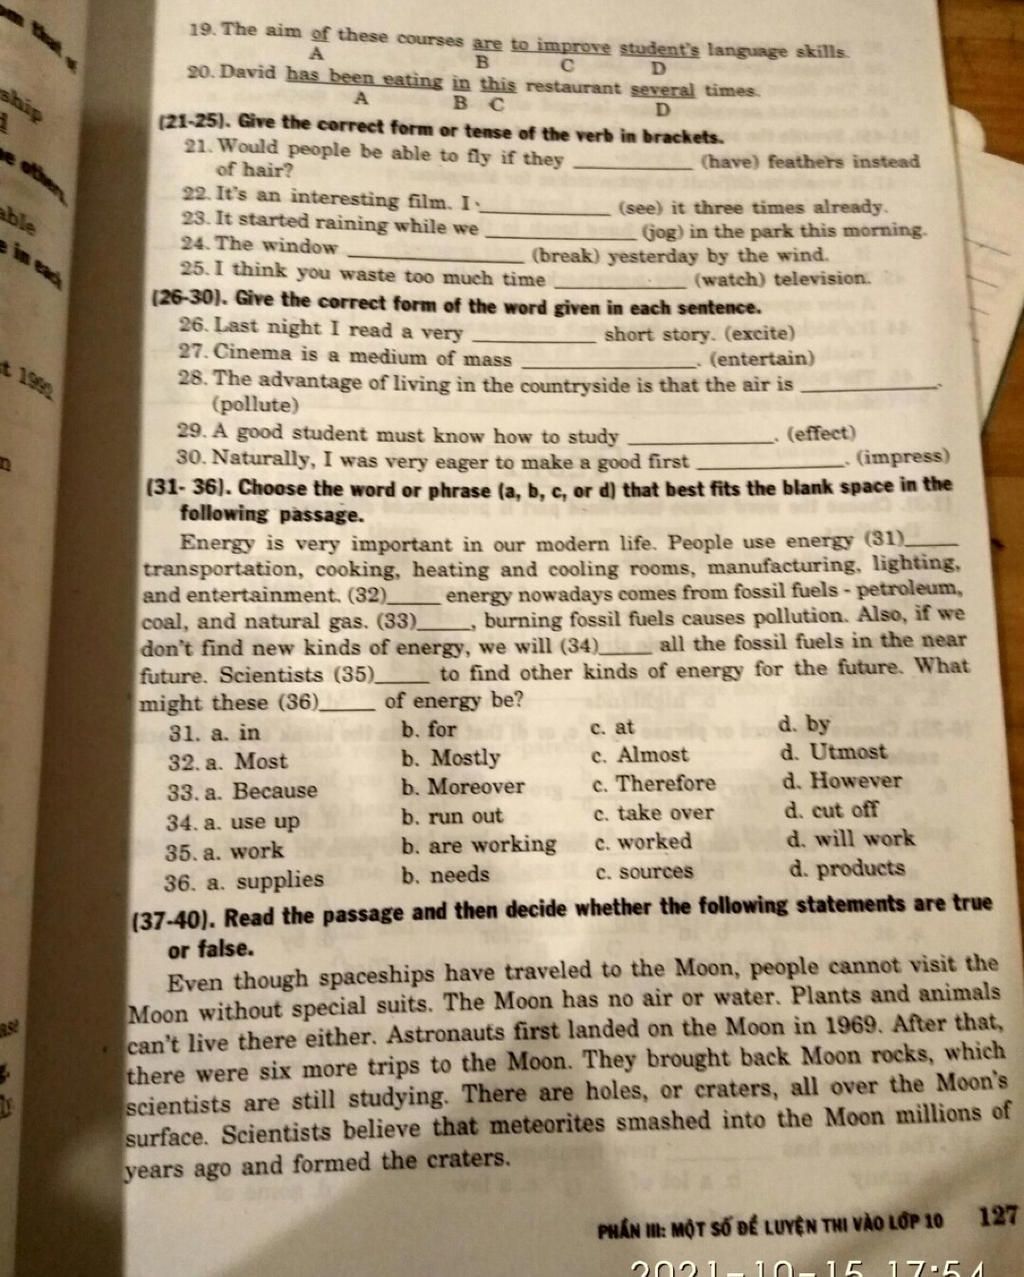 19. The aim of these courses are to improve student's language skills.
A B C D
20. David has been eating in this restaurant several times.
A B C D
(21-25). Give the correct form or tense of the verb in brackets.
21. Would people be able to fly if they __________ (have) feathers instead
of hair?
22. It's an interesting film. I __________ (see) it three times already.
23. It started raining while we __________ (jog) in the park this morning.
24. The window __________ (break) yesterday by the wind.
25. I think you waste too much time __________ (watch) television.
(26-30). Give the correct form of the word given in each sentence.
26. Last night I read a very __________ short story. (excite)
27. Cinema is a medium of mass __________. (entertain)
28. The advantage of living in the countryside is that the air is __________.
(pollute)
29. A good student must know how to study __________. (effect)
30. Naturally, I was very eager to make a good first __________. (impress)
(31- 36). Choose the word or phrase (a, b, c, or d) that best fits the blank space in the
following passage.
Energy is very important in our modern life. People use energy (31)____
transportation, cooking, heating and cooling rooms, manufacturing, lighting,
and entertainment. (32)____ energy nowadays comes from fossil fuels - petroleum,
coal, and natural gas. (33)____, burning fossil fuels causes pollution. Also, if we
don't find new kinds of energy, we will (34)____ all the fossil fuels in the near
future. Scientists (35)____ to find other kinds of energy for the future. What
might these (36)____ of energy be?
31. a. in b. for c. at d. by
32. a. Most b. Mostly c. Almost d. Utmost
33. a. Because b. Moreover c. Therefore d. However
34. a. use up b. run out c. take over d. cut off
35. a. work b. are working c. worked d. will work
36. a. supplies b. needs c. sources d. products
(37-40). Read the passage and then decide whether the following statements are true
or false.
Even though spaceships have traveled to the Moon, people cannot visit the
Moon without special suits. The Moon has no air or water. Plants and animals
can't live there either. Astronauts first landed on the Moon in 1969. After that,
there were six more trips to the Moon. They brought back Moon rocks, which
scientists are still studying. There are holes, or craters, all over the Moon's
surface. Scientists believe that meteorites smashed into the Moon millions of
years ago and formed the craters.
PHẦN III: MỘT SỐ ĐỀ LUYỆN THI VÀO LỚP 10 127
2021-10-15 17:54